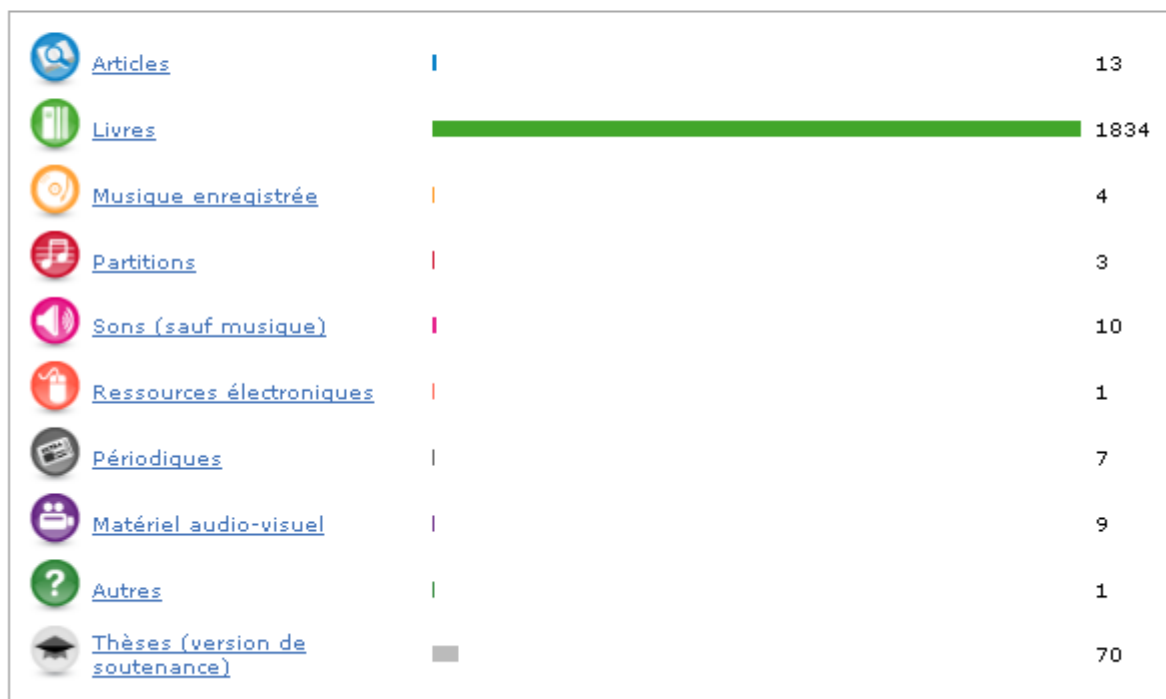 Articles 13
Livres 1834
Musique enregistrée 4
Partitions 3
Sons (sauf musique) 10
Ressources électroniques 1
Périodiques 7
Matériel audio-visuel 9
? Autres 1
Thèses (version de
soutenance) 70